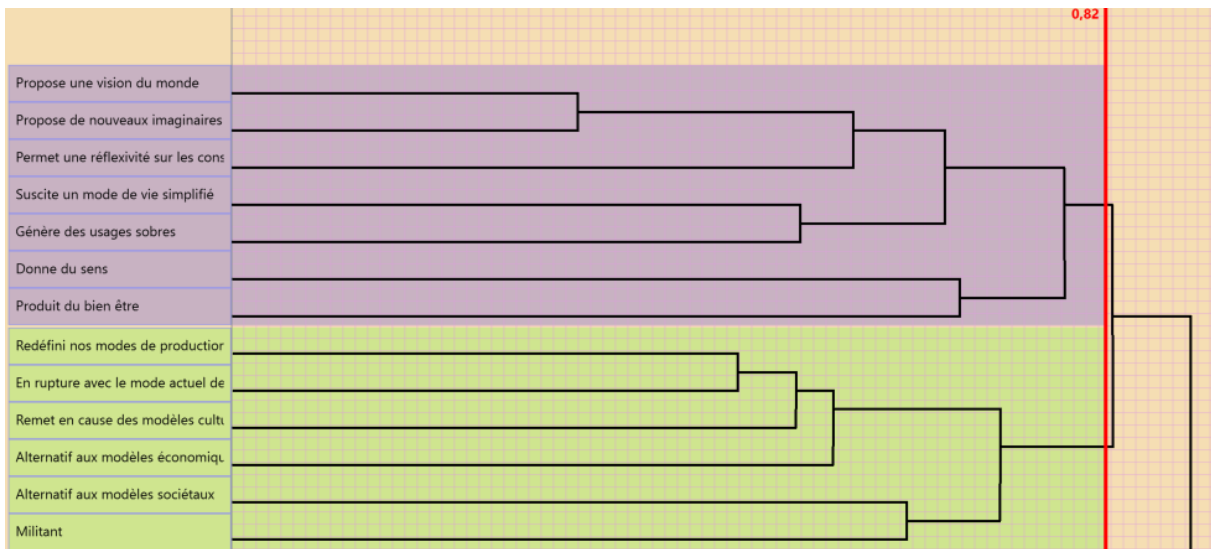 0,82
Propose une vision du monde
Propose de nouveaux imaginaires
Permet une réflexivité sur les cons
Suscite un mode de vie simplifié
Génère des usages sobres
Donne du sens
Produit du bien être
Redéfini nos modes de production
En rupture avec le mode actuel de
Remet en cause des modèles cultu
Alternatif aux modèles économiqu
Alternatif aux modèles sociétaux
Militant